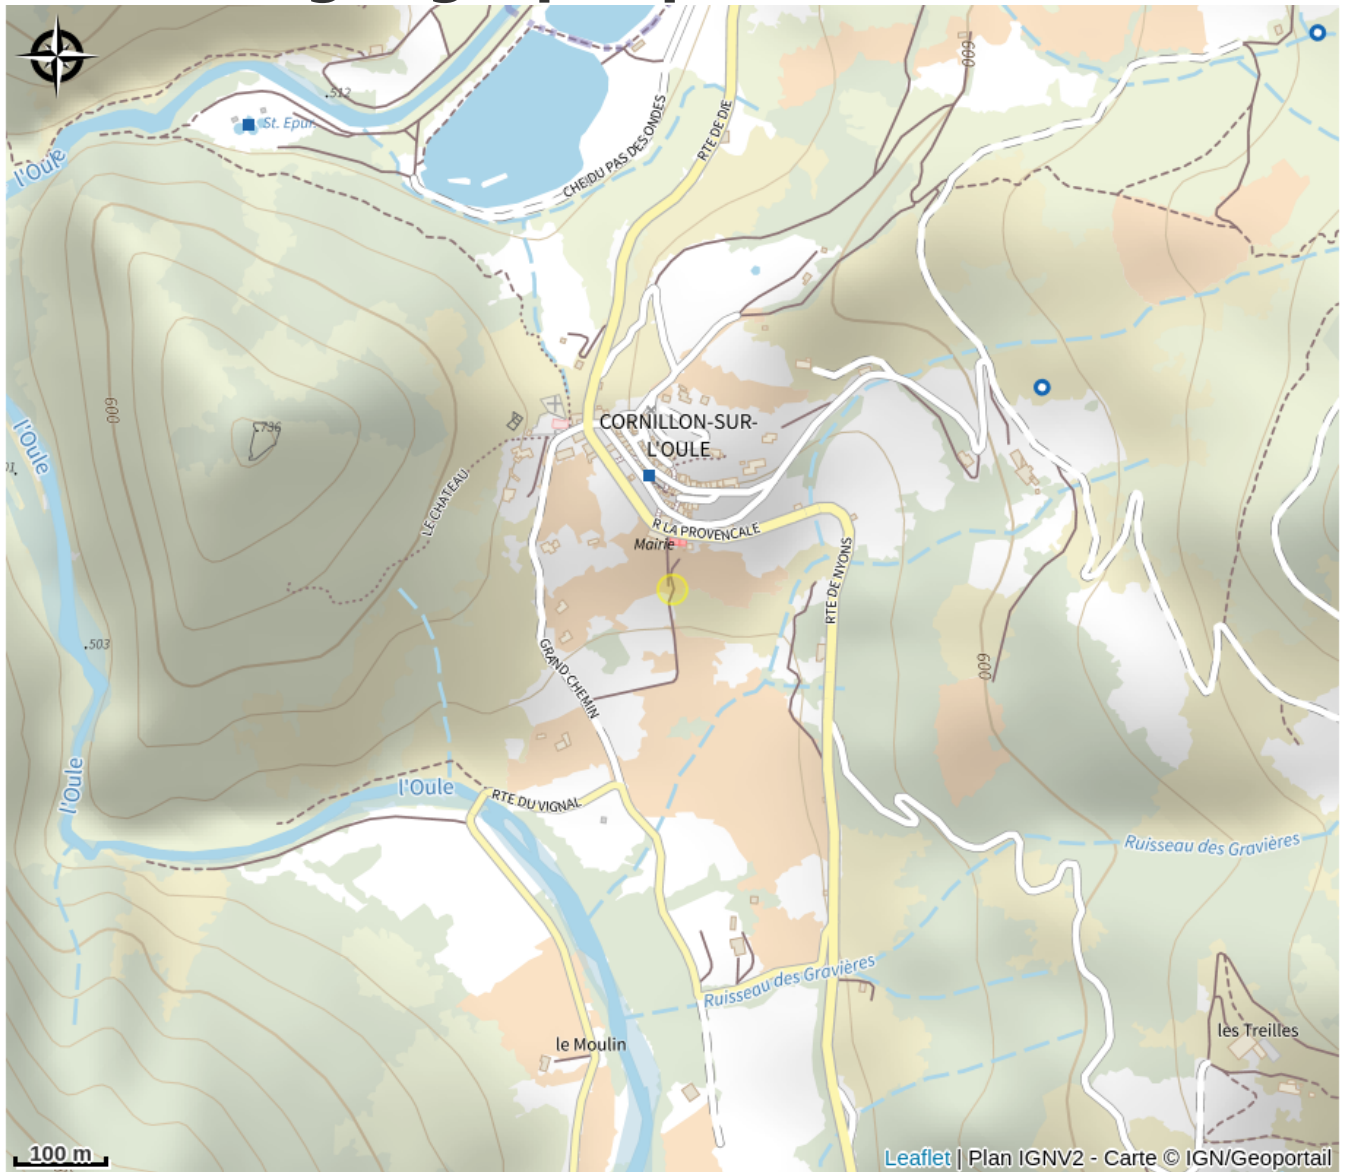 600
.512
St. Epur.
RTE DE DIE
CHE DU PAS DES ONDES
l'Oule
600
736
l'Oule
CORNILLON-SUR-
L'OULE
LE CHATEAU
R LA PROVENCALE
Mairie
RTE DE NYONS
.503
GRAND CHEMIN
600
l'Oule
l'Oule
RTE DU VIGNAL
Ruisseau des Gravières
Ruisseau des Gravières
les Treilles
le Moulin
100 m
Leaflet | Plan IGNV2 - Carte © IGN/Geoportail